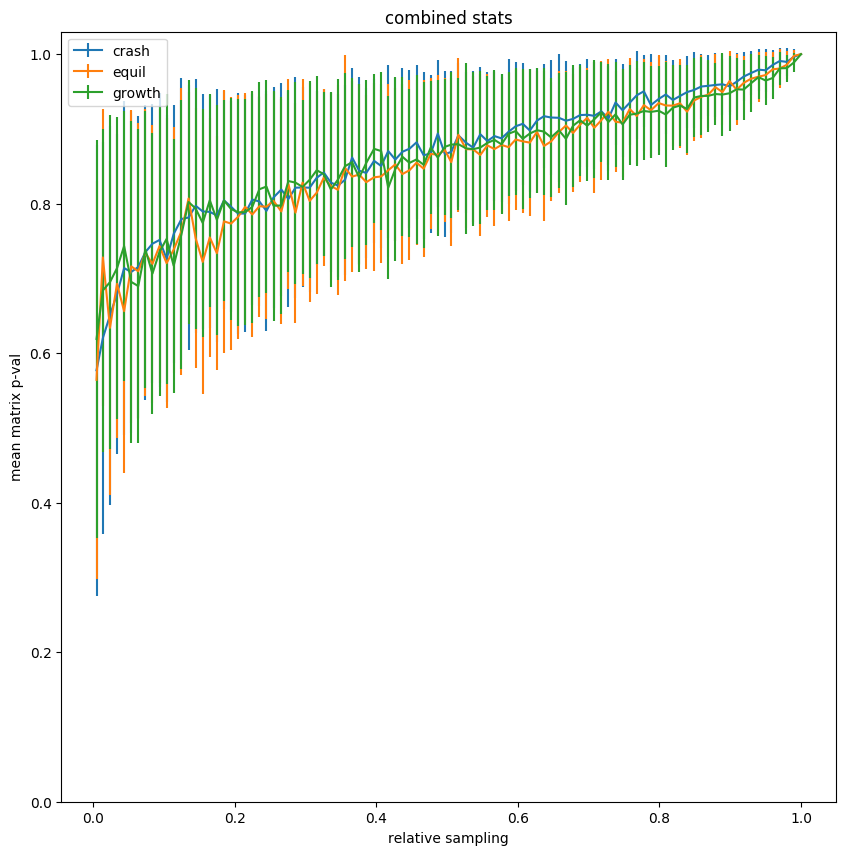 combined stats
crash
equil
growth
mean matrix p-val
1.0
0.8
0.6
0.4
0.2
0.0
0.0 0.2 0.4 0.6 0.8 1.0
relative sampling